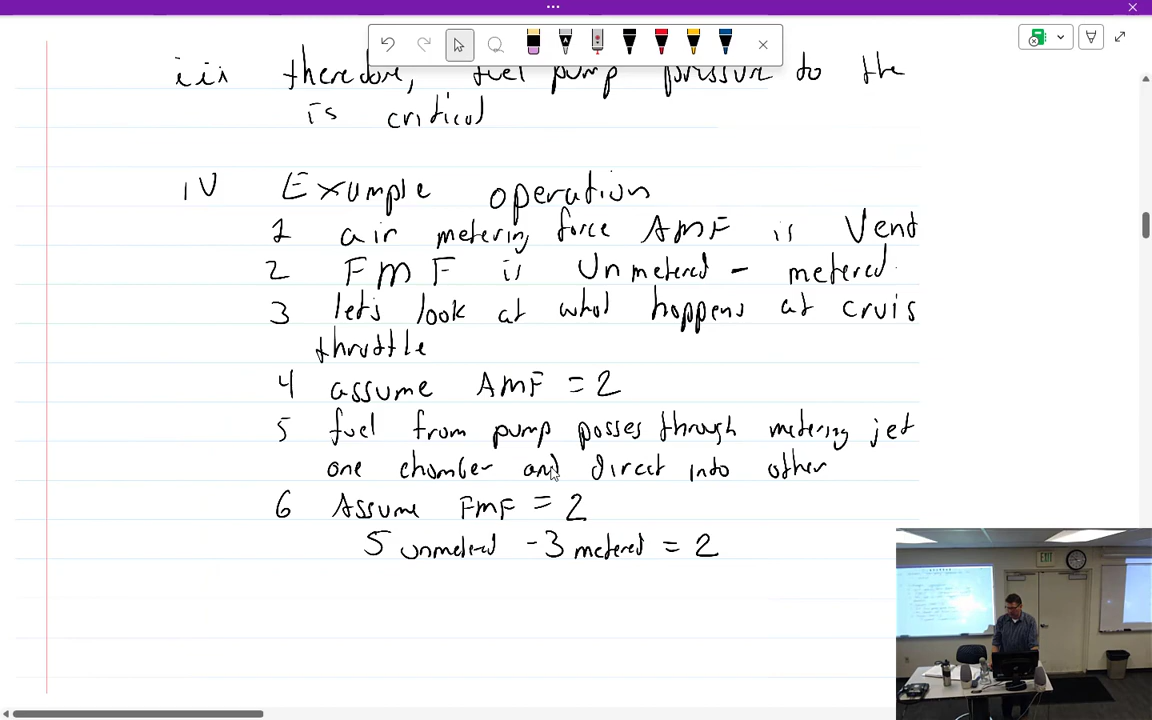 iii therefore, fuel pump pressure to the
is critical
IV Example operation
1 air metering force AMF is Vent
2 FMF is Unmetered - metered.
3 lets look at what happens at cruis
throttle
4 assume AMF = 2
5 fuel from pump passes through metering jet
one chamber and direct into other
6 Assume FMF = 2
5 unmetered - 3 metered = 2
EXIT